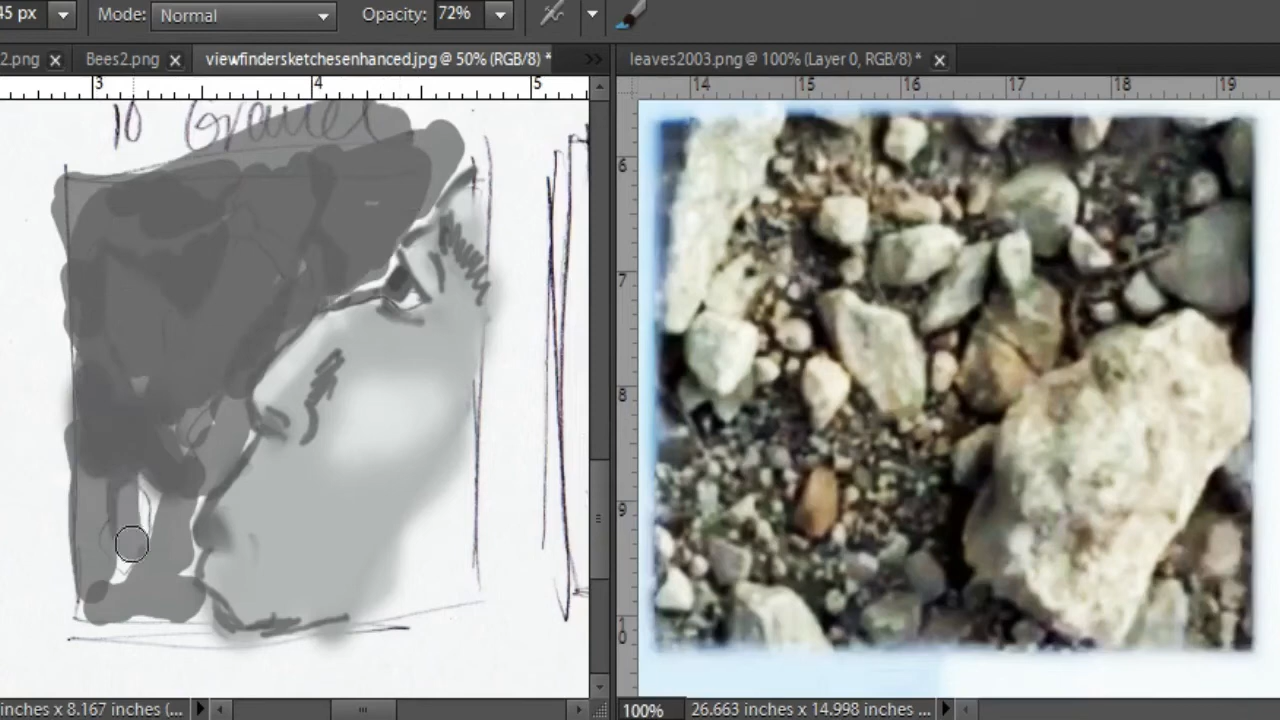 45 px Mode: Normal Opacity: 72%
2.png Bees2.png viewfindersketchesenhanced.jpg @ 50% (RGB/8) * leaves2003.png @ 100% (Layer 0, RGB/8) *
3 4 5 14 15 16 17 18 19
10 Gravel
6
7
8
9
10
inches x 8.167 inches (... 100% 26.663 inches x 14.998 inches ...